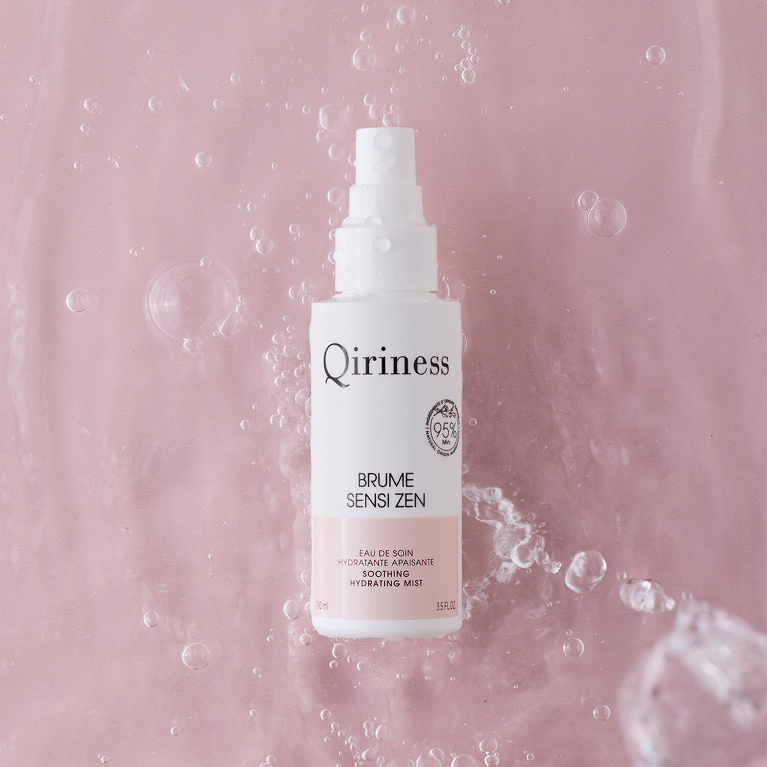 Qiriness
95%
Min.
BRUME
SENSI ZEN
EAU DE SOIN
HYDRATANTE APAISANTE
SOOTHING
HYDRATING MIST
100 ml 3.5 FL.OZ.